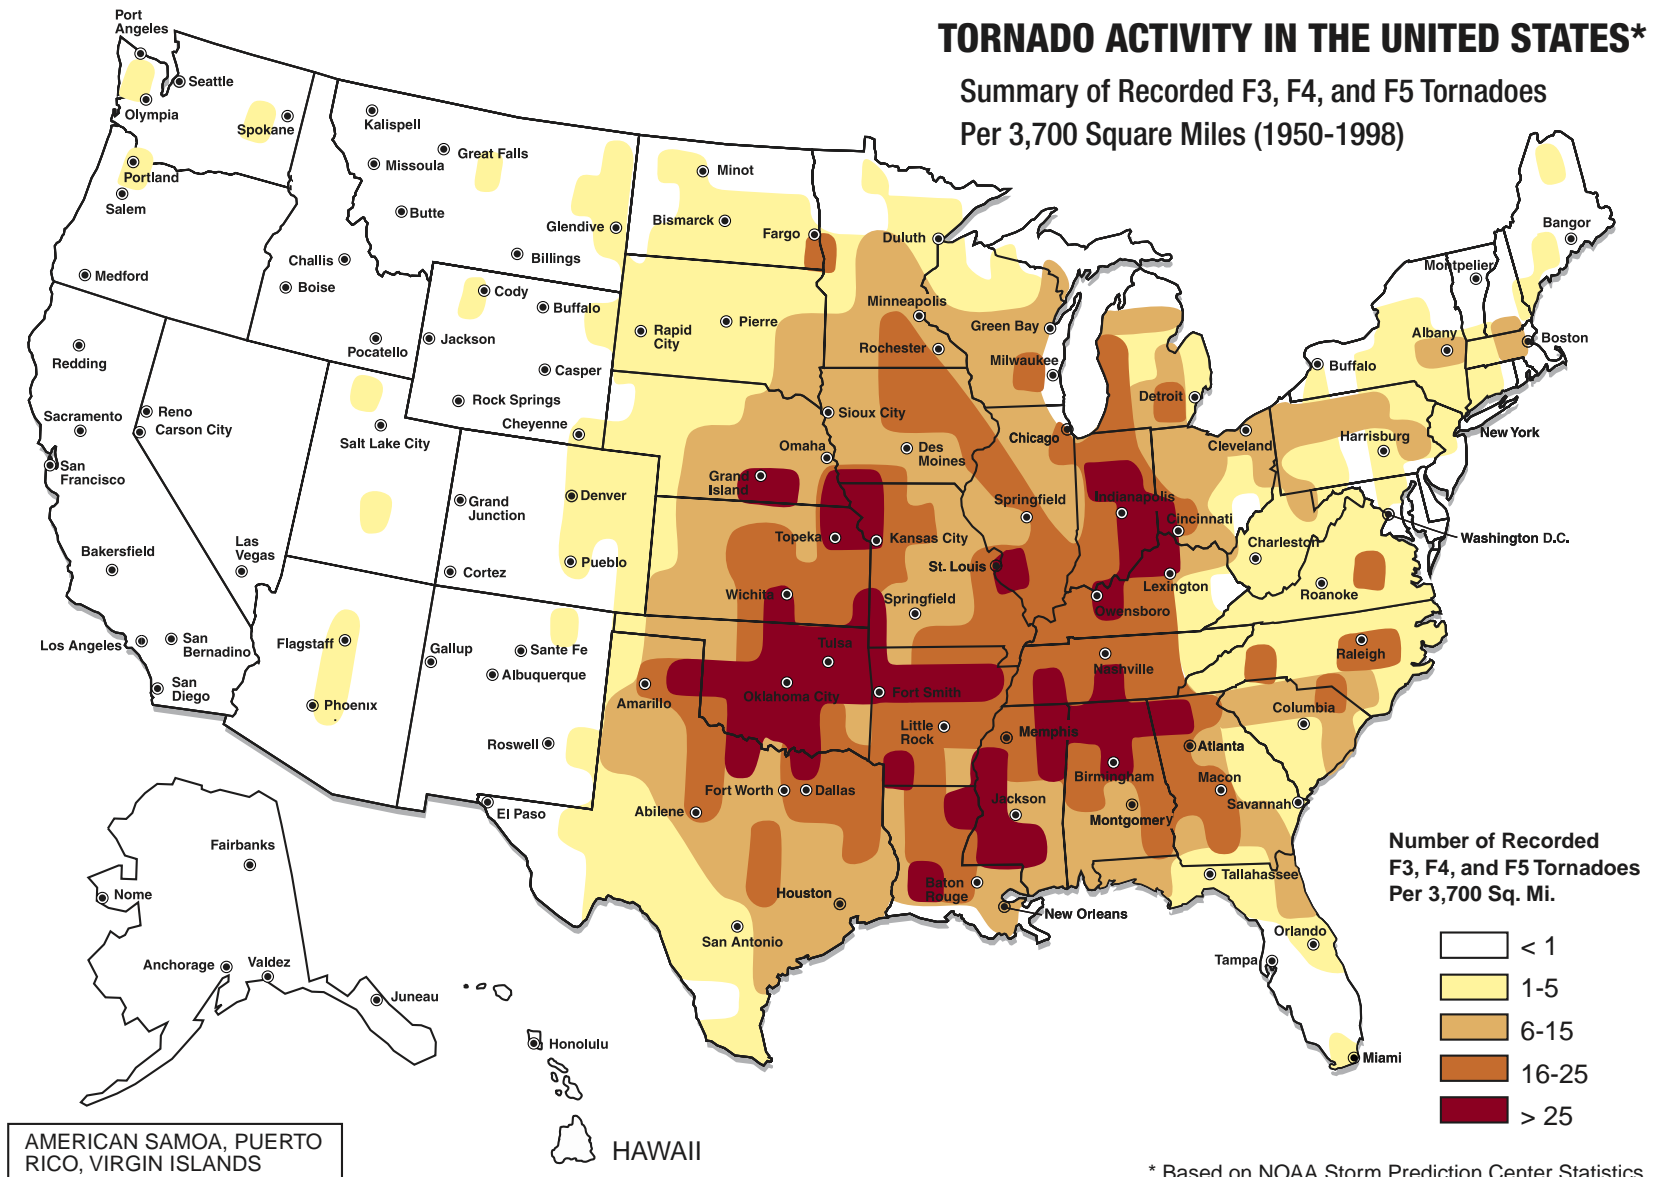 TORNADO ACTIVITY IN THE UNITED STATES*
Summary of Recorded F3, F4, and F5 Tornadoes
Per 3,700 Square Miles (1950-1998)
Port
Angeles
Seattle
Olympia
Spokane
Portland
Salem
Medford
Kalispell
Great Falls
Missoula
Butte
Glendive
Billings
Challis
Boise
Pocatello
Cody
Buffalo
Jackson
Casper
Rock Springs
Cheyenne
Minot
Bismarck
Fargo
Pierre
Rapid
City
Duluth
Minneapolis
Rochester
Green Bay
Milwaukee
Detroit
Chicago
Cleveland
Buffalo
Albany
Montpelier
Bangor
Boston
New York
Harrisburg
Washington D.C.
Redding
Sacramento
Reno
Carson City
San
Francisco
Salt Lake City
Bakersfield
Las
Vegas
Los Angeles
San
Bernadino
San
Diego
Flagstaff
Phoenix
Grand
Junction
Denver
Pueblo
Cortez
Gallup
Sante Fe
Albuquerque
Roswell
El Paso
Sioux City
Omaha
Des
Moines
Grand
Island
Topeka
Kansas City
Wichita
Springfield
St. Louis
Springfield
Indianapolis
Cincinnati
Charleston
Lexington
Owensboro
Roanoke
Raleigh
Nashville
Tulsa
Oklahoma City
Fort Smith
Amarillo
Little
Rock
Memphis
Columbia
Atlanta
Birmingham
Macon
Savannah
Montgomery
Fort Worth
Dallas
Abilene
Jackson
Baton
Rouge
New Orleans
Houston
San Antonio
Tallahassee
Orlando
Tampa
Miami
Fairbanks
Nome
Anchorage
Valdez
Juneau
Honolulu
HAWAII
AMERICAN SAMOA, PUERTO
RICO, VIRGIN ISLANDS
Number of Recorded
F3, F4, and F5 Tornadoes
Per 3,700 Sq. Mi.
< 1
1-5
6-15
16-25
> 25
* Based on NOAA Storm Prediction Center Statistics